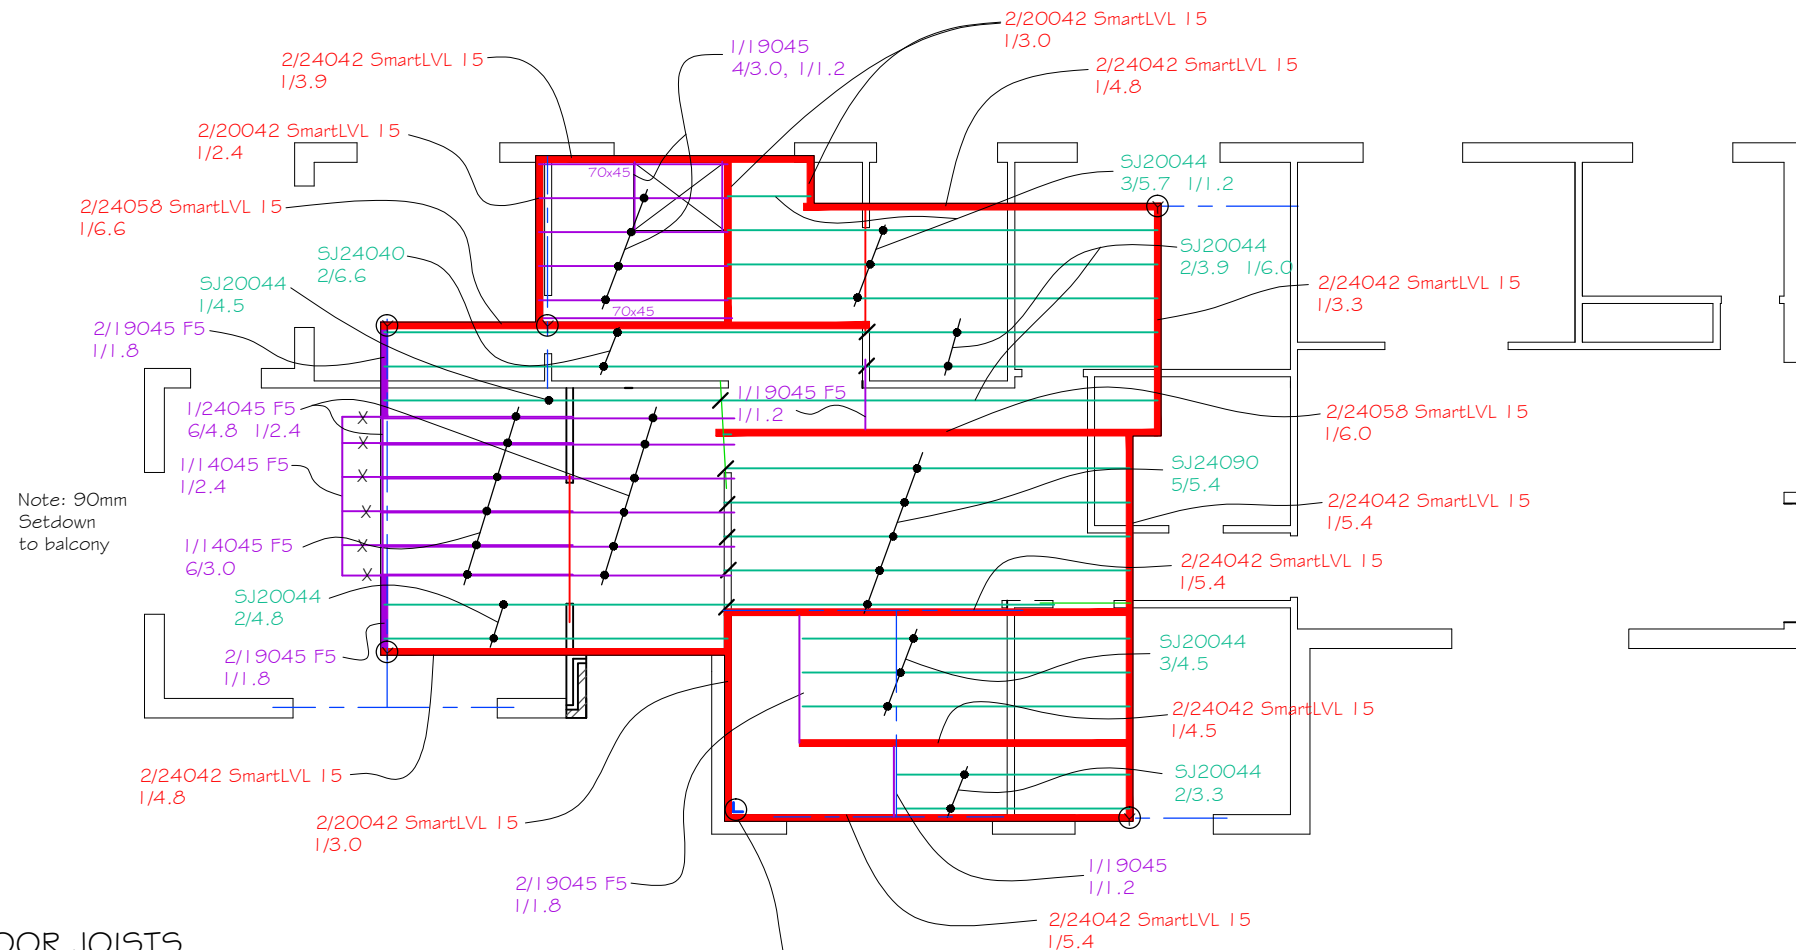 2/20042 SmartLVL 15
1/3.0
1/19045
4/3.0, 1/1.2
2/24042 SmartLVL 15
1/3.9
2/24042 SmartLVL 15
1/4.8
2/20042 SmartLVL 15
1/2.4
70x45
SJ20044
3/5.7 1/1.2
2/24058 SmartLVL 15
1/6.6
SJ24040
2/6.6
SJ20044
2/3.9 1/6.0
SJ20044
1/4.5
2/24042 SmartLVL 15
1/3.3
70x45
2/19045 F5
1/1.8
1/19045 F5
1/1.2
1/24045 F5
6/4.8 1/2.4
2/24058 SmartLVL 15
1/6.0
1/14045 F5
1/2.4
SJ24090
5/5.4
Note: 90mm
Setdown
to balcony
2/24042 SmartLVL 15
1/5.4
1/14045 F5
6/3.0
2/24042 SmartLVL 15
1/5.4
SJ20044
2/4.8
2/19045 F5
1/1.8
SJ20044
3/4.5
2/24042 SmartLVL 15
1/4.5
2/24042 SmartLVL 15
1/4.8
SJ20044
2/3.3
2/20042 SmartLVL 15
1/3.0
1/19045
1/1.2
2/19045 F5
1/1.8
2/24042 SmartLVL 15
1/5.4
OOR JOISTS